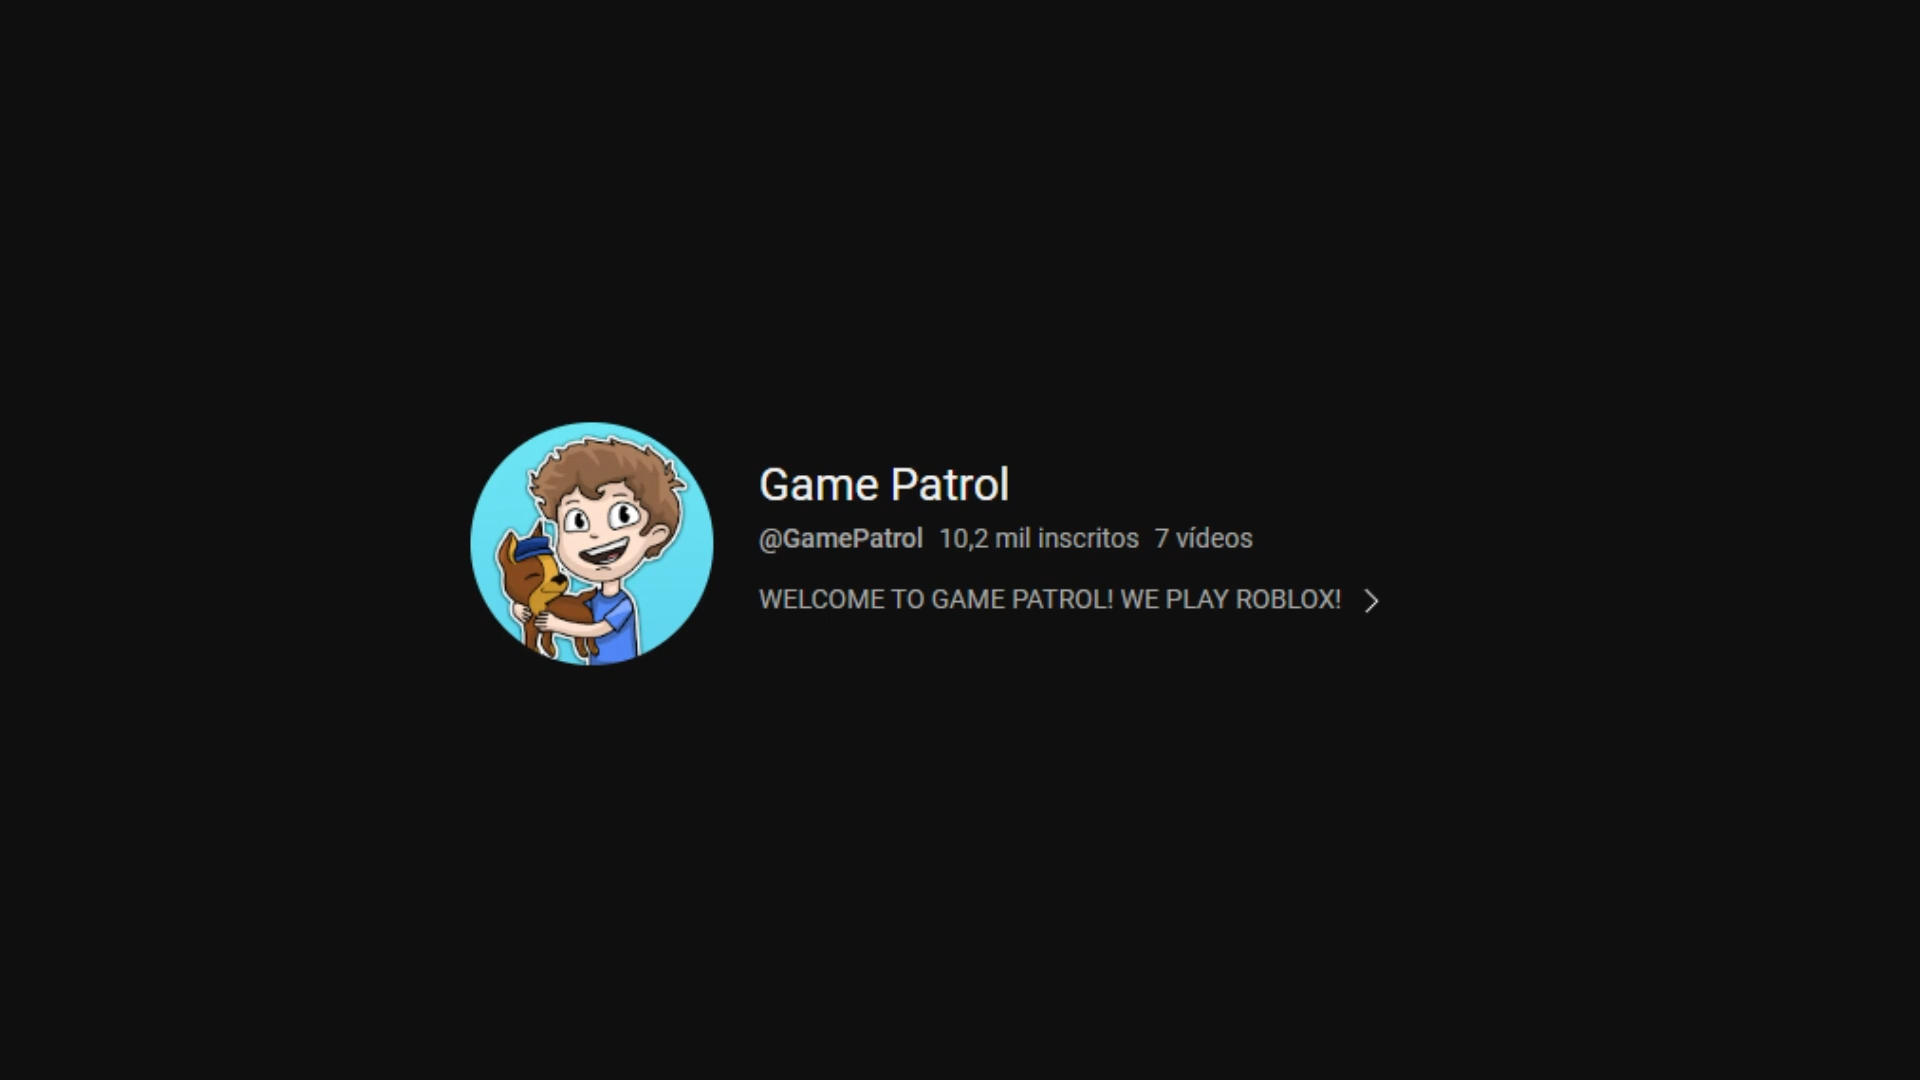 Game Patrol
@GamePatrol 10,2 mil inscritos 7 vídeos
WELCOME TO GAME PATROL! WE PLAY ROBLOX!